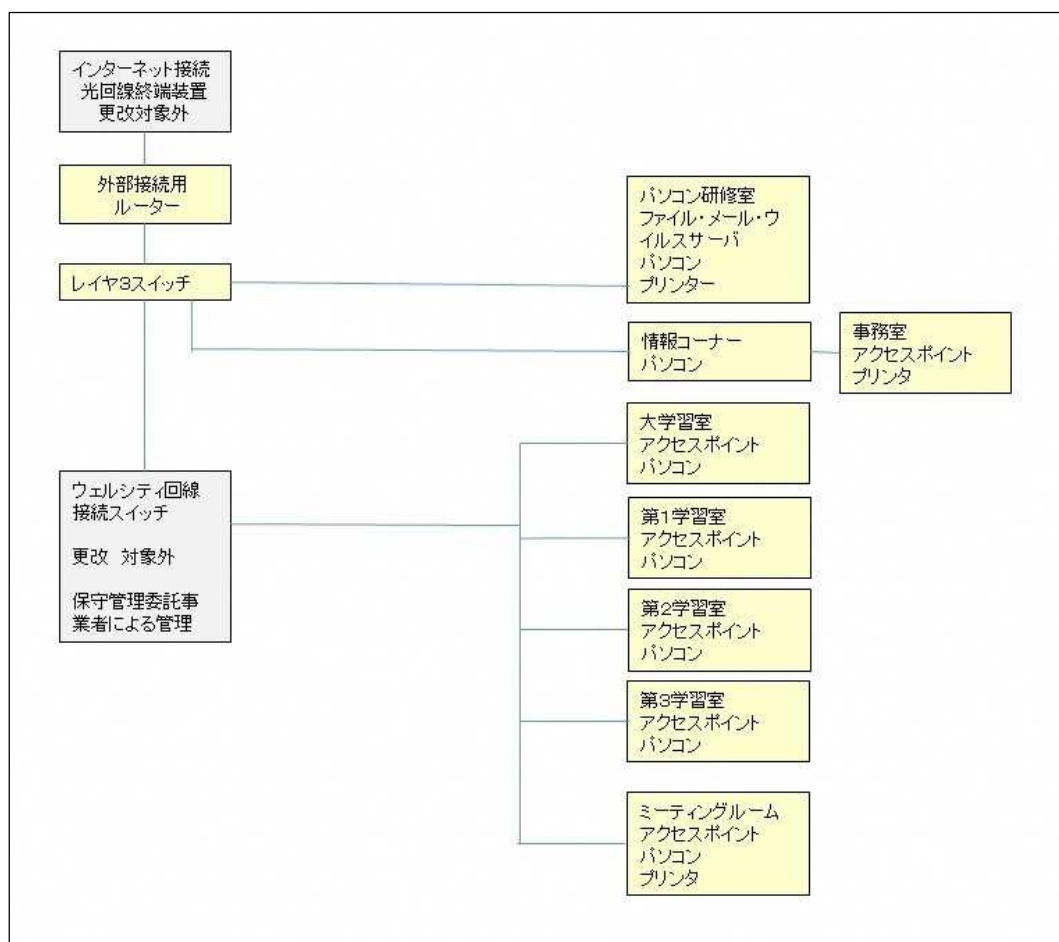 インターネット接続
光回線終端装置
更改対象外
外部接続用
ルーター
レイヤ3スイッチ
パソコン研修室
ファイル・メール・ウ
イルスサーバ
パソコン
プリンター
情報コーナー
パソコン
事務室
アクセスポイント
プリンタ
大学習室
アクセスポイント
パソコン
ウェルシティ回線
接続スイッチ
更改 対象外
保守管理委託事
業者による管理
第1学習室
アクセスポイント
パソコン
第2学習室
アクセスポイント
パソコン
第3学習室
アクセスポイント
パソコン
ミーティングルーム
アクセスポイント
パソコン
プリンタ